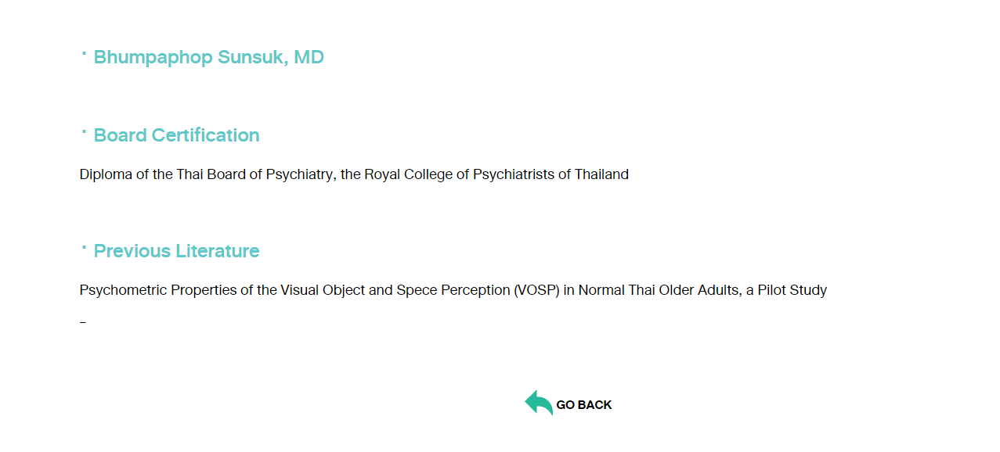 · Bhumpaphop Sunsuk, MD
· Board Certification
Diploma of the Thai Board of Psychiatry, the Royal College of Psychiatrists of Thailand
· Previous Literature
Psychometric Properties of the Visual Object and Spece Perception (VOSP) in Normal Thai Older Adults, a Pilot Study
–
GO BACK